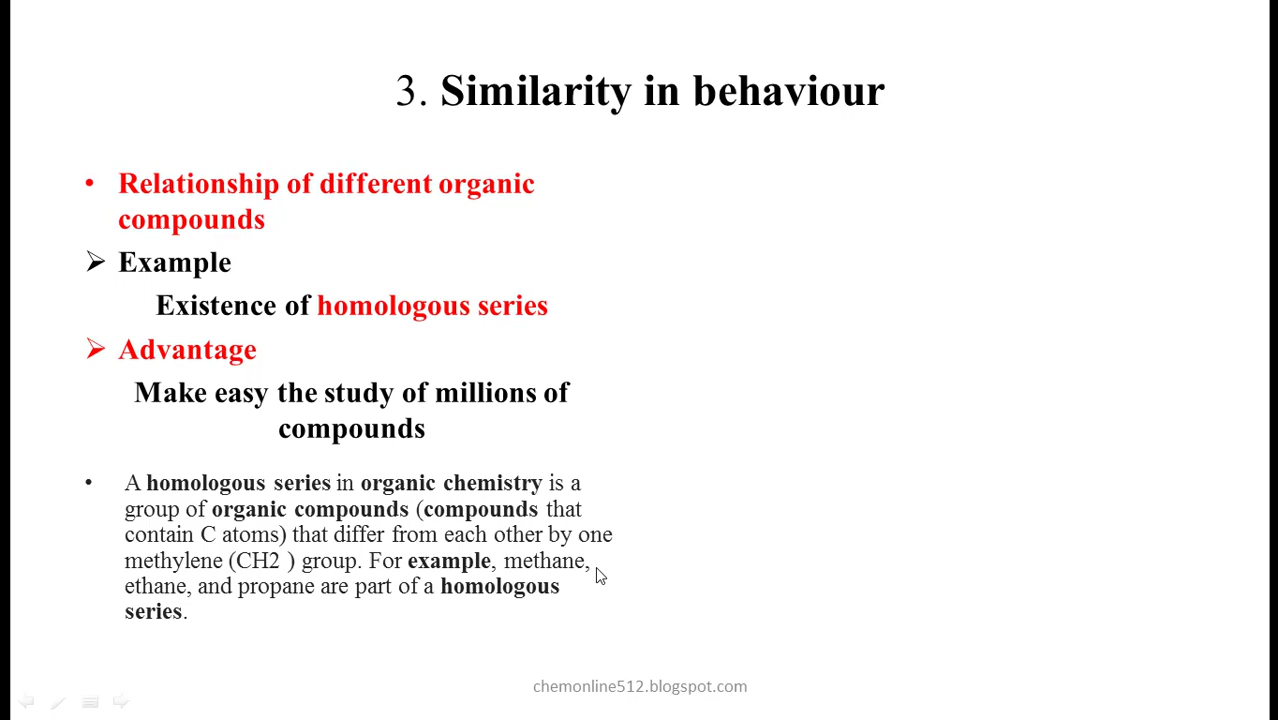 3. Similarity in behaviour
• Relationship of different organic
compounds
➢ Example
Existence of homologous series
➢ Advantage
Make easy the study of millions of
compounds
• A homologous series in organic chemistry is a
group of organic compounds (compounds that
contain C atoms) that differ from each other by one
methylene (CH2 ) group. For example, methane,
ethane, and propane are part of a homologous
series.
chemonline512.blogspot.com